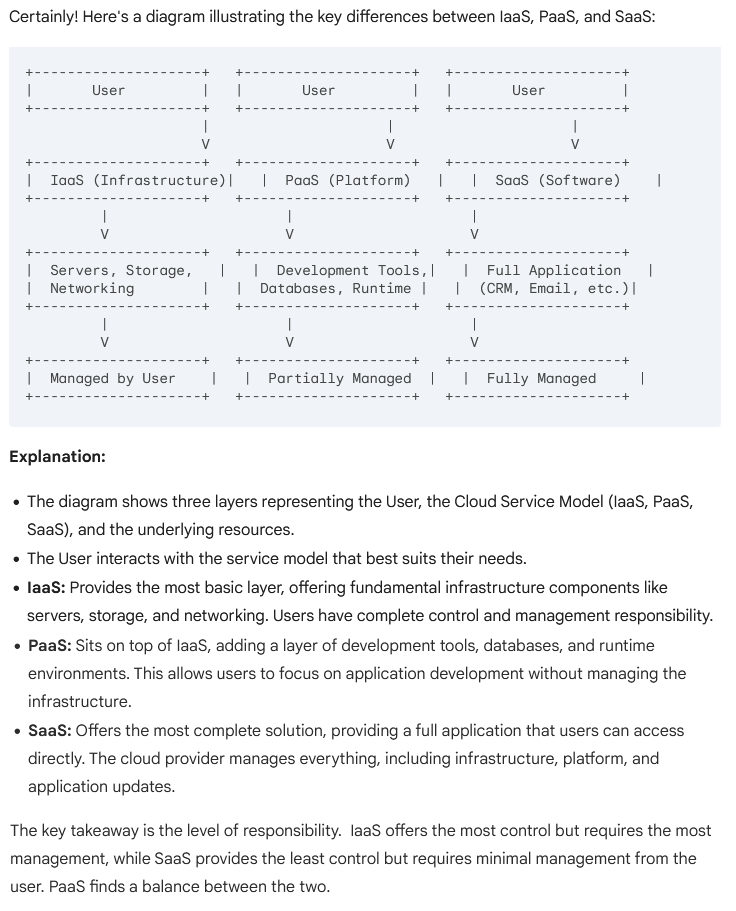 Certainly! Here's a diagram illustrating the key differences between IaaS, PaaS, and SaaS:
+---------------------+   +---------------------+   +---------------------+
|       User          |   |       User          |   |       User          |
+---------------------+   +---------------------+   +---------------------+
                      |                      |                      |
                      V                      V                      V
+---------------------+   +---------------------+   +---------------------+
|  IaaS (Infrastructure)|   |  PaaS (Platform)   |   |  SaaS (Software)    |
+---------------------+   +---------------------+   +---------------------+
         |                      |                      |
         V                      V                      V
+---------------------+   +---------------------+   +---------------------+
|  Servers, Storage,   |   |  Development Tools,|   |  Full Application   |
|  Networking        |   |  Databases, Runtime |   |  (CRM, Email, etc.)|
+---------------------+   +---------------------+   +---------------------+
         |                      |                      |
         V                      V                      V
+---------------------+   +---------------------+   +---------------------+
|  Managed by User    |   |  Partially Managed  |   |  Fully Managed     |
+---------------------+   +---------------------+   +---------------------+
Explanation:
• The diagram shows three layers representing the User, the Cloud Service Model (IaaS, PaaS,
SaaS), and the underlying resources.
• The User interacts with the service model that best suits their needs.
• IaaS: Provides the most basic layer, offering fundamental infrastructure components like
servers, storage, and networking. Users have complete control and management responsibility.
• PaaS: Sits on top of IaaS, adding a layer of development tools, databases, and runtime
environments. This allows users to focus on application development without managing the
infrastructure.
• SaaS: Offers the most complete solution, providing a full application that users can access
directly. The cloud provider manages everything, including infrastructure, platform, and
application updates.
The key takeaway is the level of responsibility.  IaaS offers the most control but requires the most
management, while SaaS provides the least control but requires minimal management from the
user. PaaS finds a balance between the two.